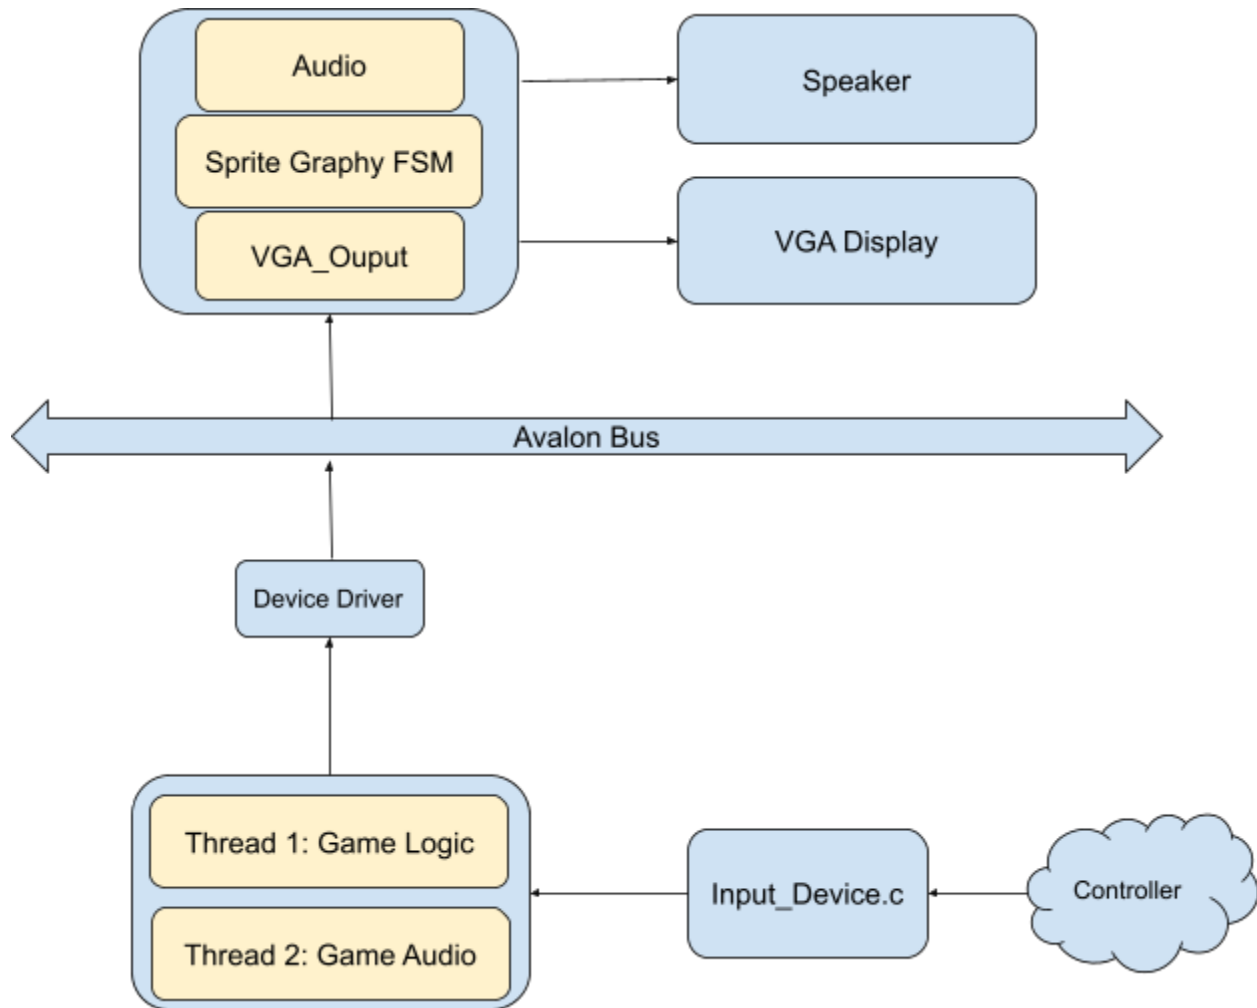 Audio
Speaker
Sprite Graphy FSM
VGA_Ouput
VGA Display
Avalon Bus
Device Driver
Thread 1: Game Logic
Input_Device.c
Controller
Thread 2: Game Audio